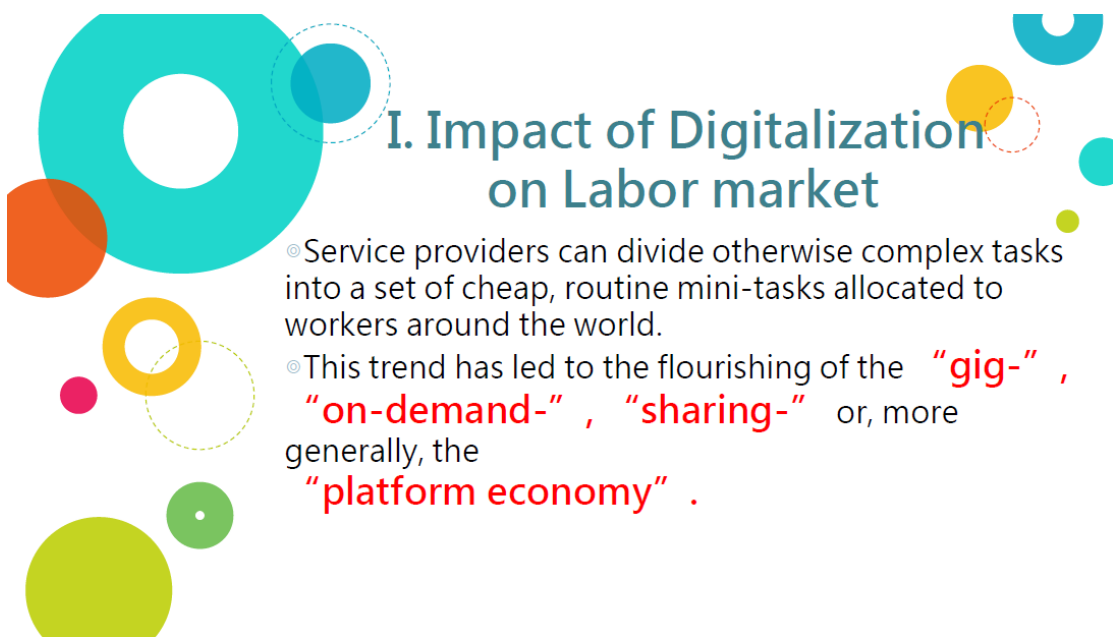 I. Impact of Digitalization
on Labor market
◎Service providers can divide otherwise complex tasks
into a set of cheap, routine mini-tasks allocated to
workers around the world.
◎This trend has led to the flourishing of the “gig-” ,
“on-demand-” , “sharing-” or, more
generally, the
“platform economy” .